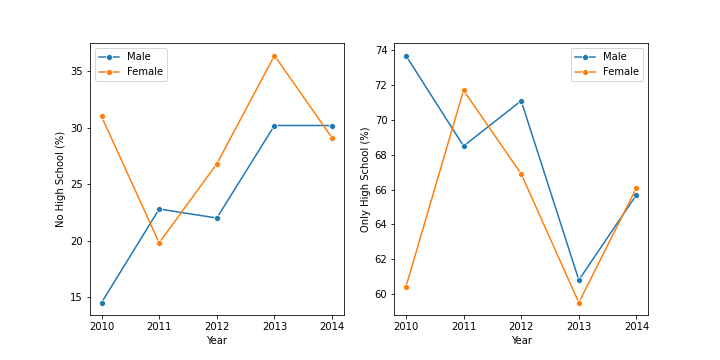 Male
Female
35
30
25
20
15
No High School (%)
2010 2011 2012 2013 2014
Year
Male
Female
74
72
70
68
66
64
62
60
Only High School (%)
2010 2011 2012 2013 2014
Year